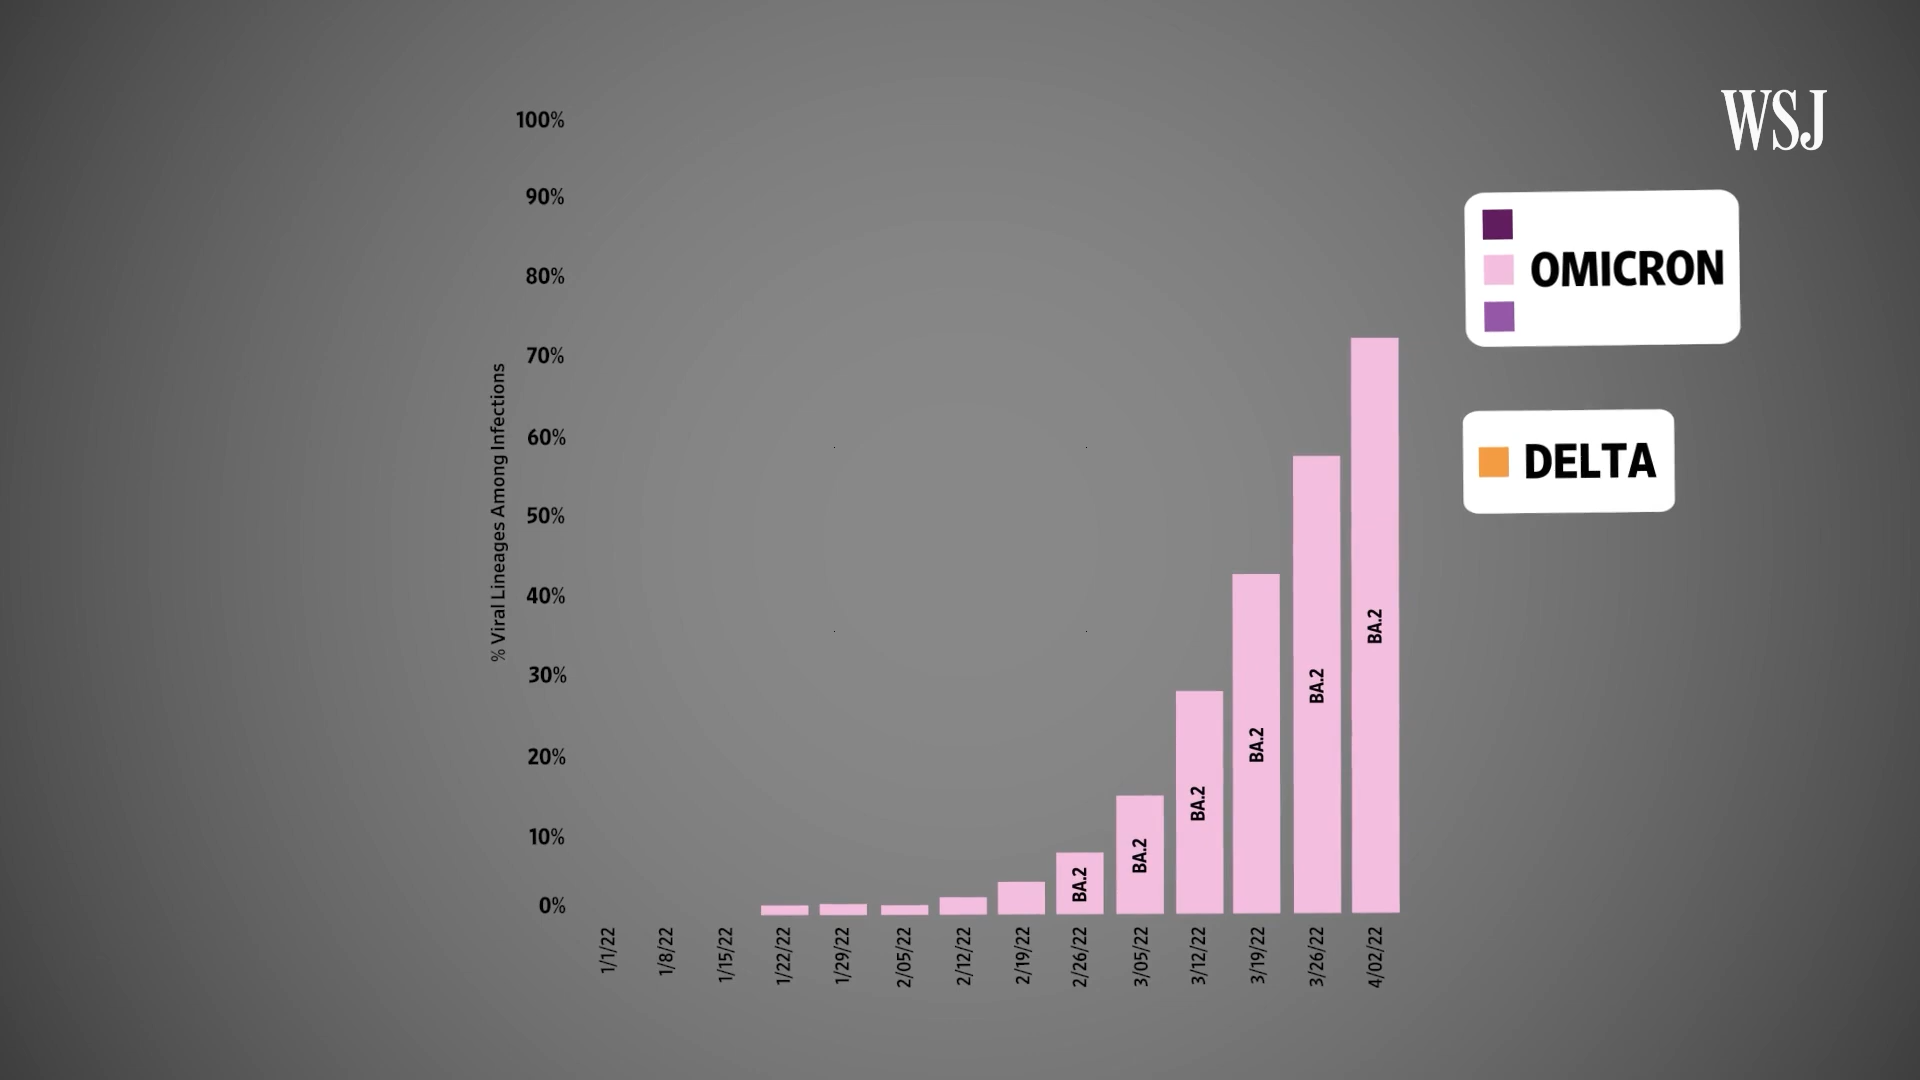 WSJ
100%
90%
80%
70%
60%
50%
40%
30%
20%
10%
0%
% Viral Lineages Among Infections
OMICRON
DELTA
BA.2
BA.2
BA.2
BA.2
BA.2
BA.2
1/1/22
1/8/22
1/15/22
1/22/22
1/29/22
2/05/22
2/12/22
2/19/22
2/26/22
3/05/22
3/12/22
3/19/22
3/26/22
4/02/22